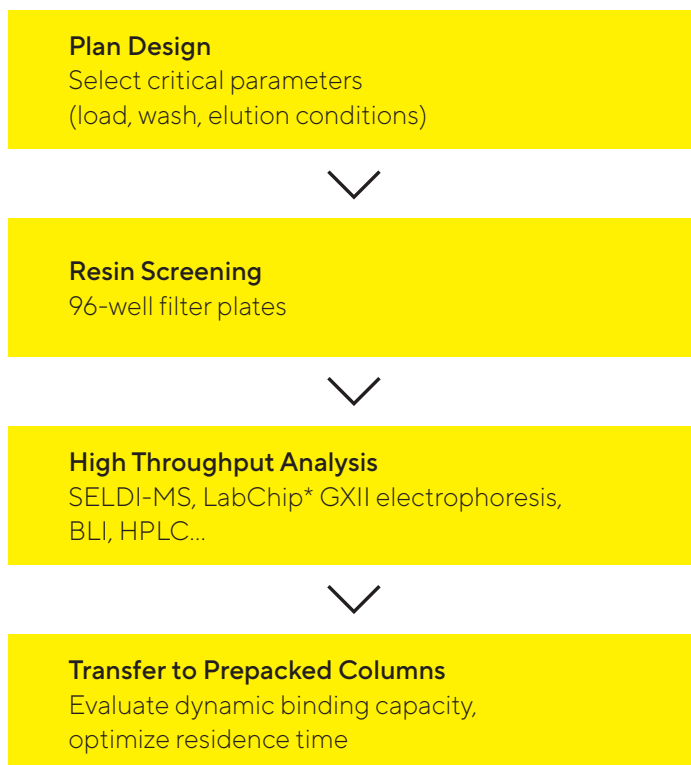 Plan Design
Select critical parameters
(load, wash, elution conditions)
Resin Screening
96-well filter plates
High Throughput Analysis
SELDI-MS, LabChip* GXII electrophoresis,
BLI, HPLC...
Transfer to Prepacked Columns
Evaluate dynamic binding capacity,
optimize residence time